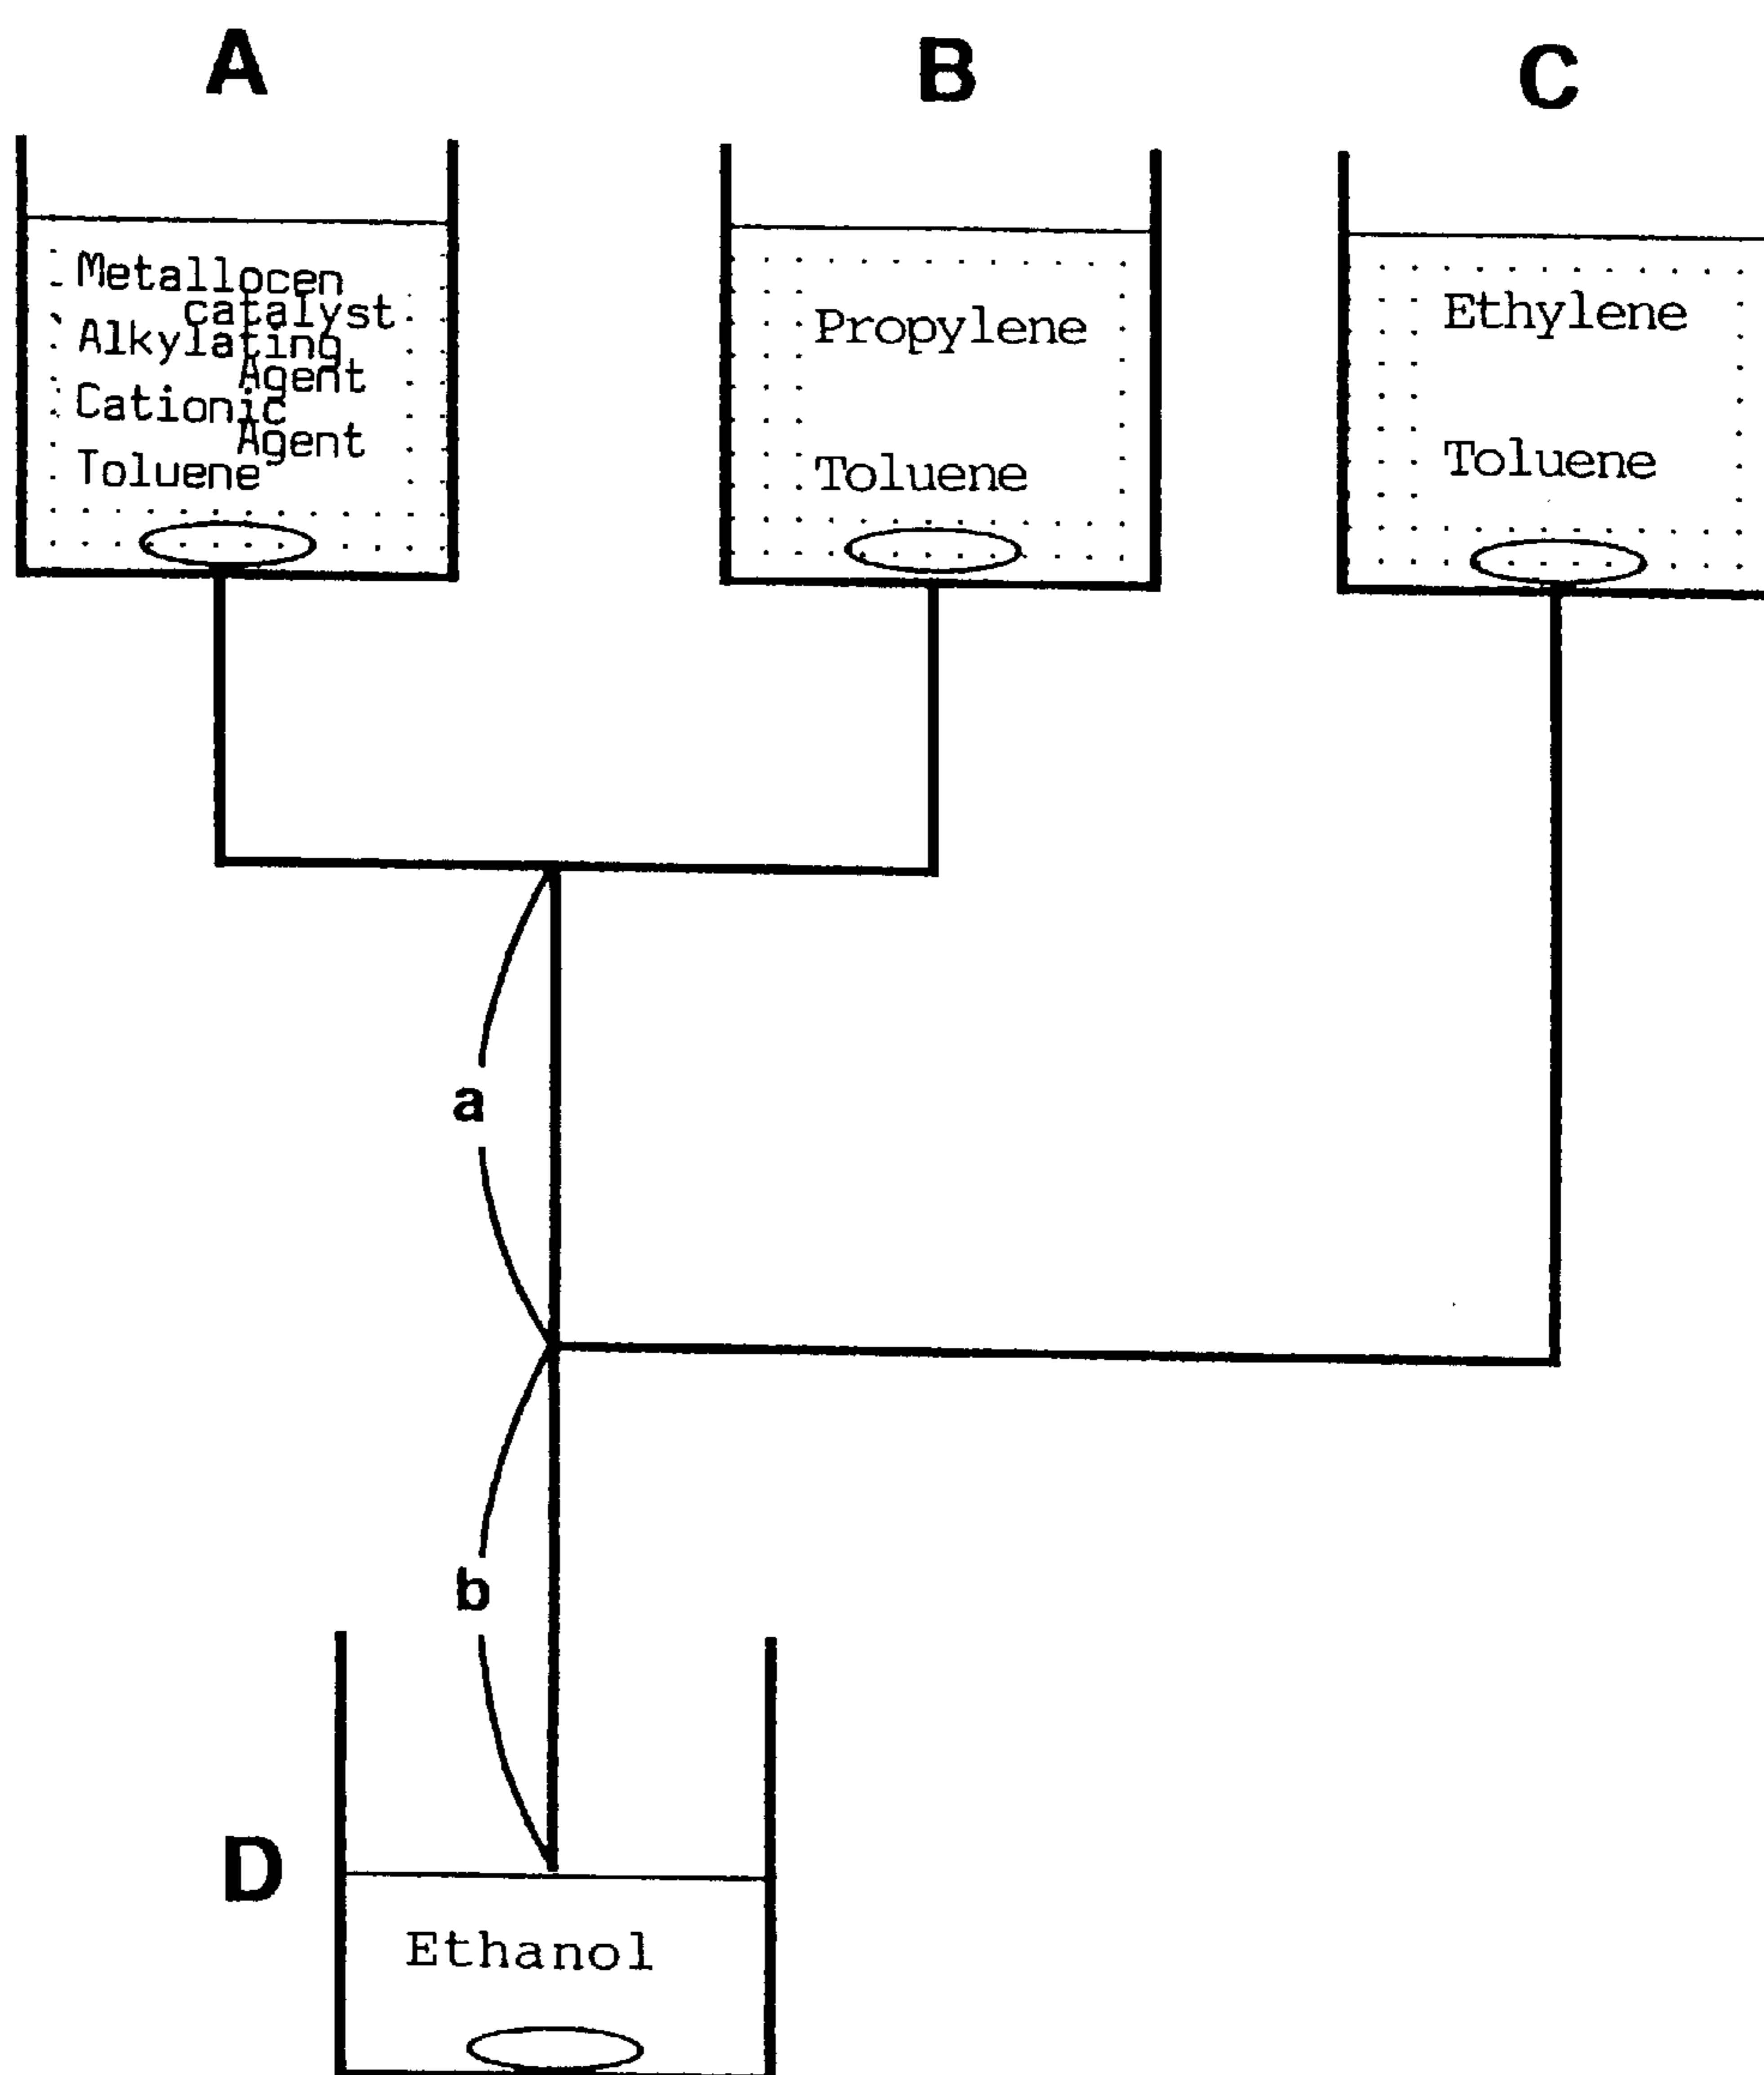 A
B
C
Metallocen
catalyst
Alkylating
Agent
Cationic
Agent
Toluene
Propylene
Toluene
Ethylene
Toluene
a
b
D
Ethanol